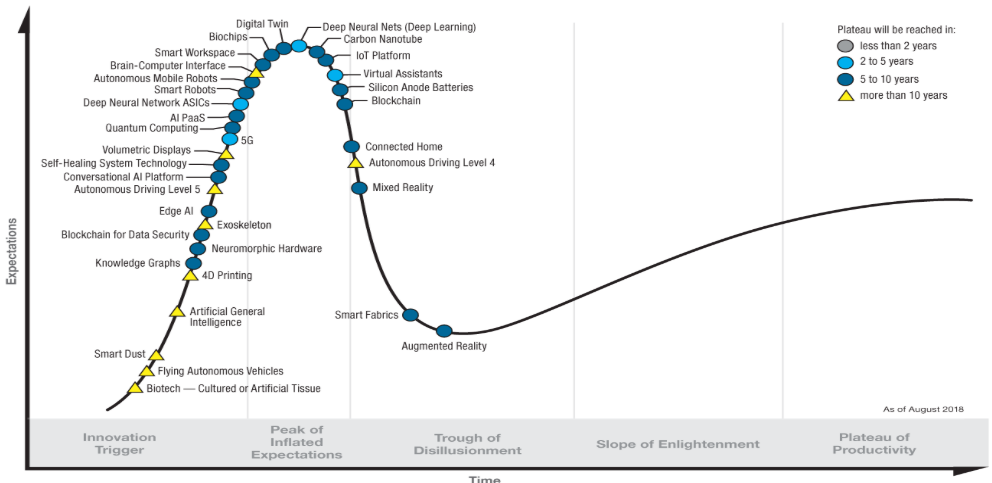 Digital Twin
Deep Neural Nets (Deep Learning)
Biochips
Carbon Nanotube
Smart Workspace
IoT Platform
Brain-Computer Interface
Virtual Assistants
Autonomous Mobile Robots
Silicon Anode Batteries
Smart Robots
Blockchain
Deep Neural Network ASICs
AI PaaS
Quantum Computing
5G
Volumetric Displays
Self-Healing System Technology
Conversational AI Platform
Autonomous Driving Level 5
Connected Home
Autonomous Driving Level 4
Mixed Reality
Edge AI
Exoskeleton
Blockchain for Data Security
Neuromorphic Hardware
Knowledge Graphs
4D Printing
Artificial General
Intelligence
Smart Dust
Flying Autonomous Vehicles
Biotech — Cultured or Artificial Tissue
Smart Fabrics
Augmented Reality
Plateau will be reached in:
less than 2 years
2 to 5 years
5 to 10 years
more than 10 years
As of August 2018
Expectations
Innovation
Trigger
Peak of
Inflated
Expectations
Trough of
Disillusionment
Slope of Enlightenment
Plateau of
Productivity
Time